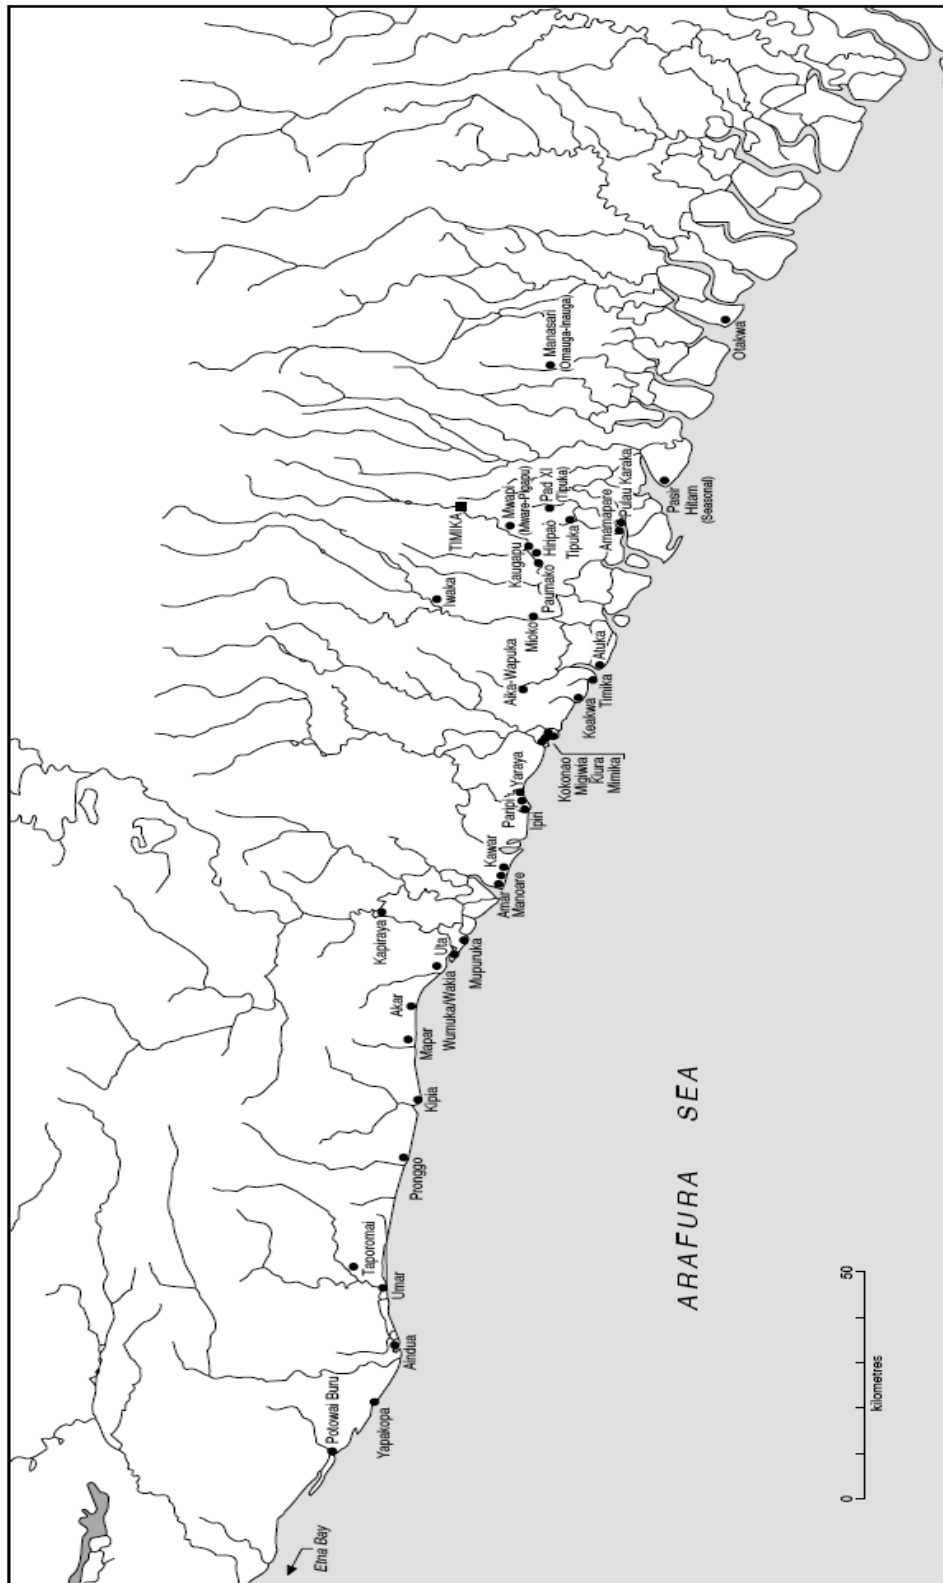 Etna Bay
Potowai Buru
Yapakopa
Aindua
Umar
Taporomai
Pronggo
Kipia
Mapar
Akar
Uta
Wumuka/Wakia
Mupuruka
Kapiraya
Amar
Kawar
Manoare
Paripi
Yaraya
Ipiri
Kokonao
Migiwia
Kiura
Mimika
Keakwa
Timika
Atuka
Aika-Wapuka
Mioko
Iwaka
Paumako
Kaugapu
Hiripao
Mwapi
(Mware-Pigapu)
TIMIKA
Pad XI
(Tipuka)
Tipuka
Amamapare
Pulau Karaka
Pasir
Hitam
(Seasonal)
Manasari
(Omauga-Inauga)
Otakwa
ARAFURA SEA
0 50
kilometres